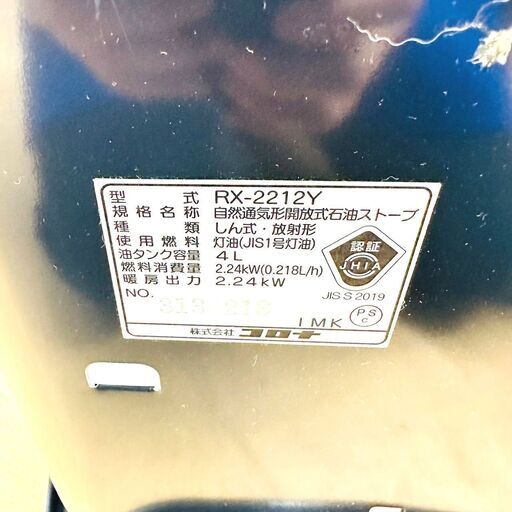 型式 RX-2212Y
規格名称 自然通気形開放式石油ストーブ
種類 しん式・放射形
使用燃料 灯油(JIS1号灯油)
油タンク容量 4L
燃料消費量 2.24kW(0.218L/h)
暖房出力 2.24kW
NO.
認証
JHIA
JIS S 2019
1MK
PS
C
株式会社 コロナ